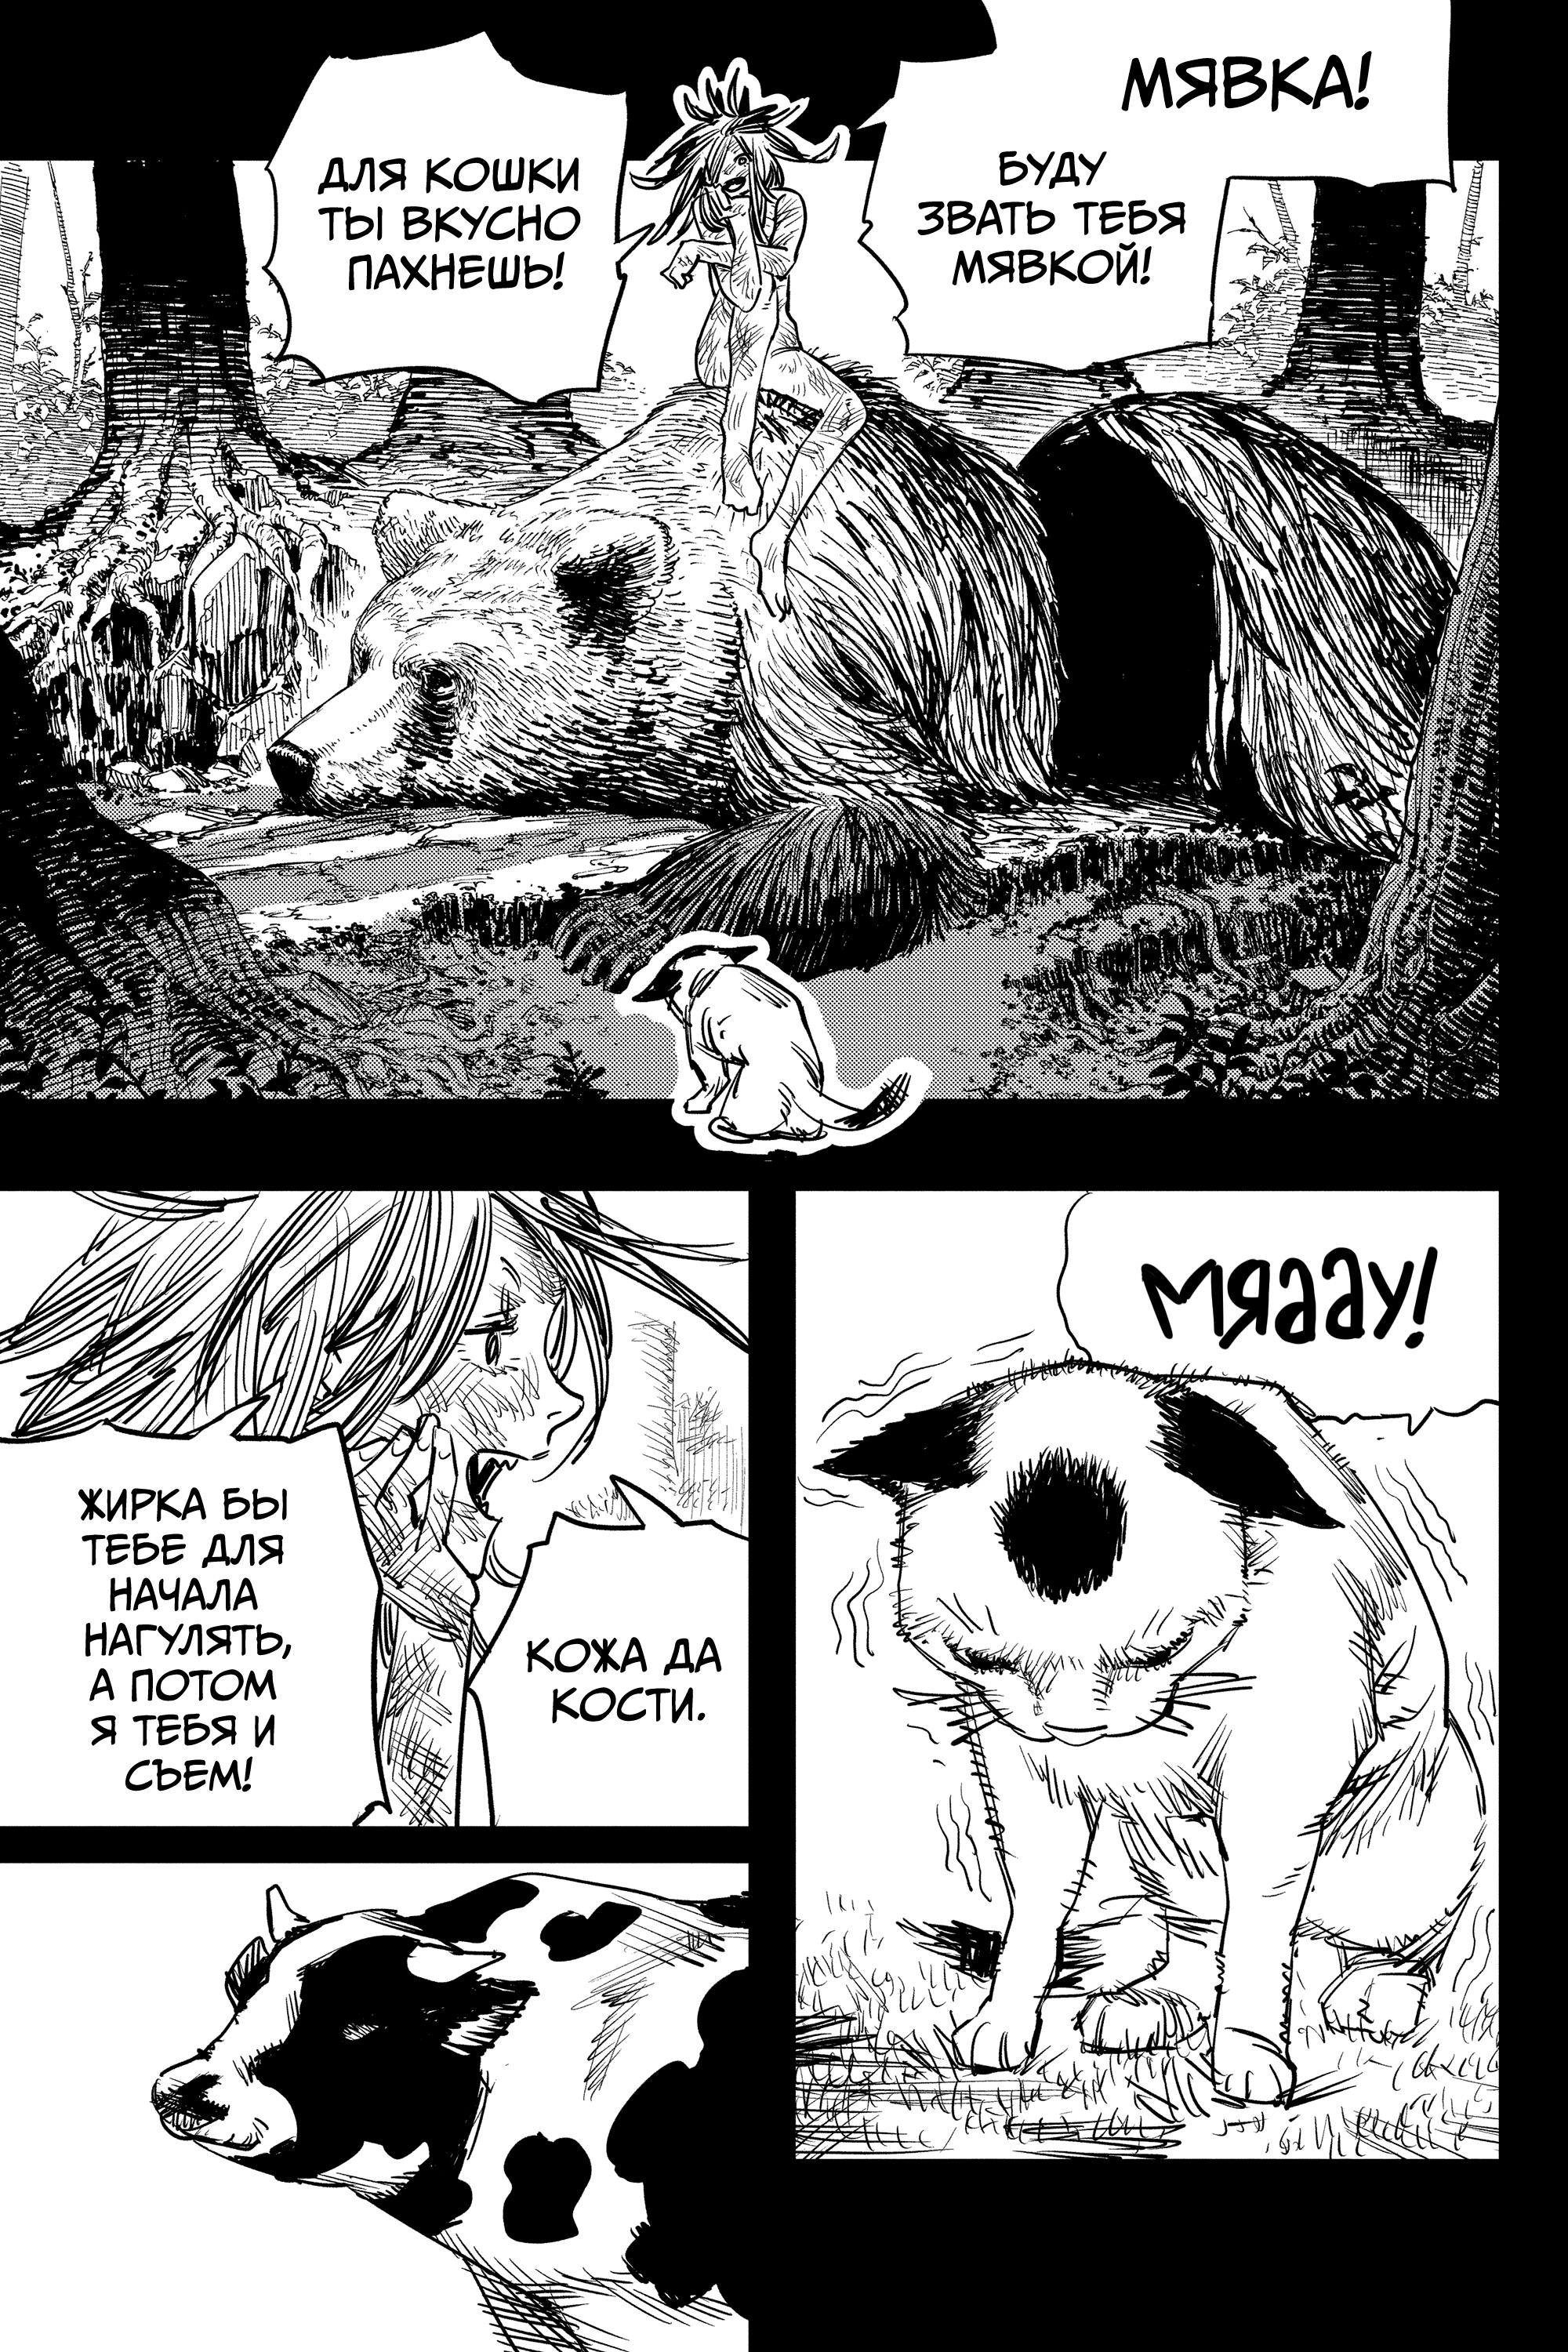 МЯВКА!
БУДУ
ЗВАТЬ ТЕБЯ
МЯВКОЙ!
ДЛЯ КОШКИ
ТЫ ВКУСНО
ПАХНЕШЬ!
МЯАAУ!
КОЖА ДА
КОСТИ.
ЖИРКА БЫ
ТЕБЕ ДЛЯ
НАЧАЛА
НАГУЛЯТЬ,
А ПОТОМ
Я ТЕБЯ И
СЪЕМ!